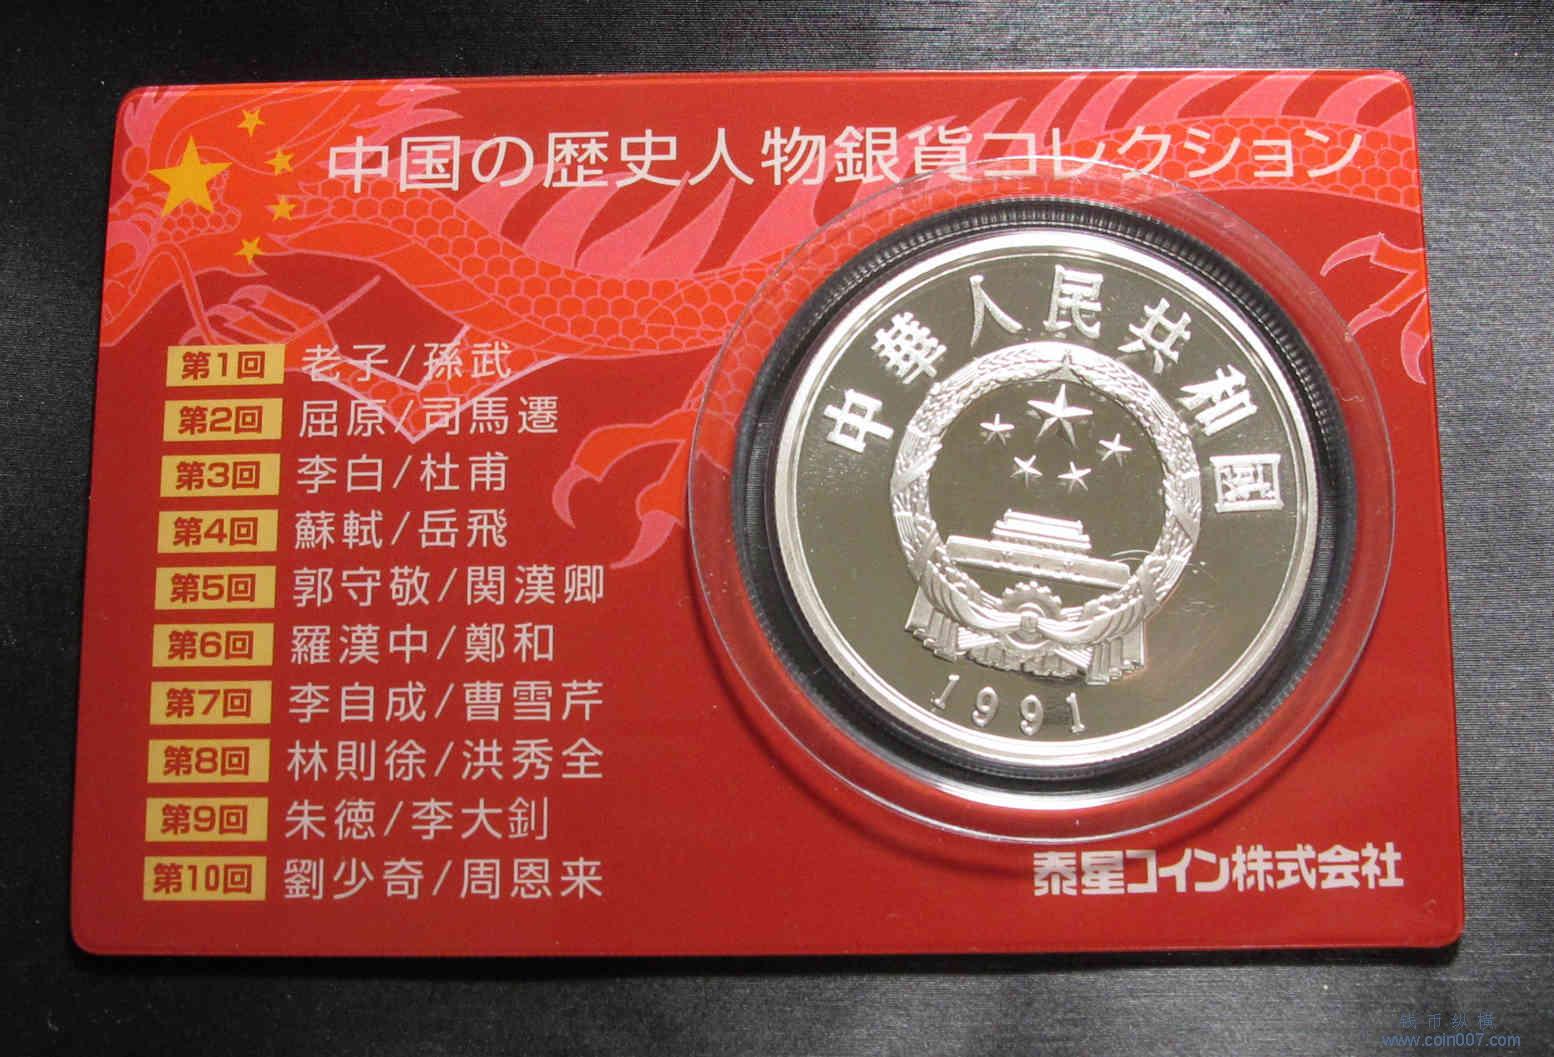 中国の歴史人物銀貨コレクション
第1回 老子/孫武
第2回 屈原/司馬遷
第3回 李白/杜甫
第4回 蘇軾/岳飛
第5回 郭守敬/関漢卿
第6回 羅漢中/鄭和
第7回 李自成/曹雪芹
第8回 林則徐/洪秀全
第9回 朱徳/李大釗
第10回 劉少奇/周恩来
中華人民共和国
1991
泰星コイン株式会社
钱币纵横
www.coin007.com